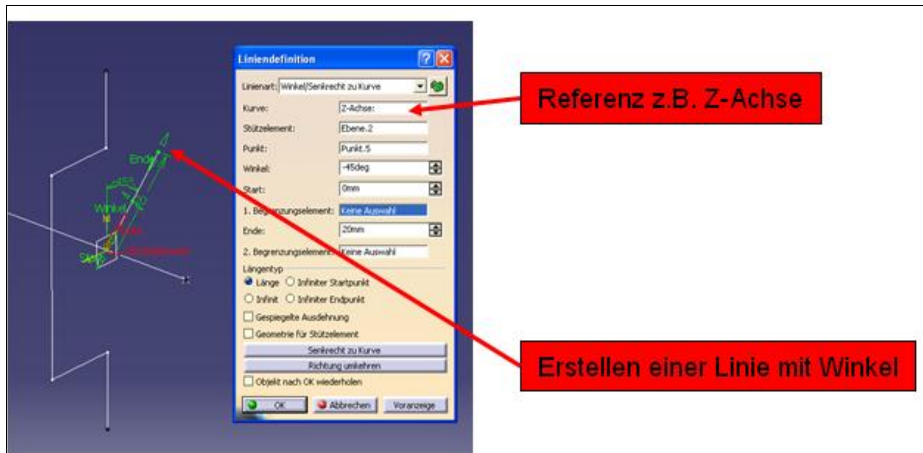 Liniendefinition
Linienart: Winkel/Senkrecht zu Kurve
Kurve: Z-Achse:
Stützelement: Ebene.2
Punkt: Punkt.5
Winkel: -45deg
Start: 0mm
1. Begrenzungselement: Keine Auswahl
Ende: 20mm
2. Begrenzungselement: Keine Auswahl
Längentyp
Länge Infiniter Startpunkt
Infinit Infiniter Endpunkt
Gespiegelte Ausdehnung
Geometrie für Stützelement
Senkrecht zu Kurve
Richtung umkehren
Objekt nach OK wiederholen
OK Abbrechen Voranzeige
Referenz z.B. Z-Achse
Erstellen einer Linie mit Winkel
Ende
Winkel